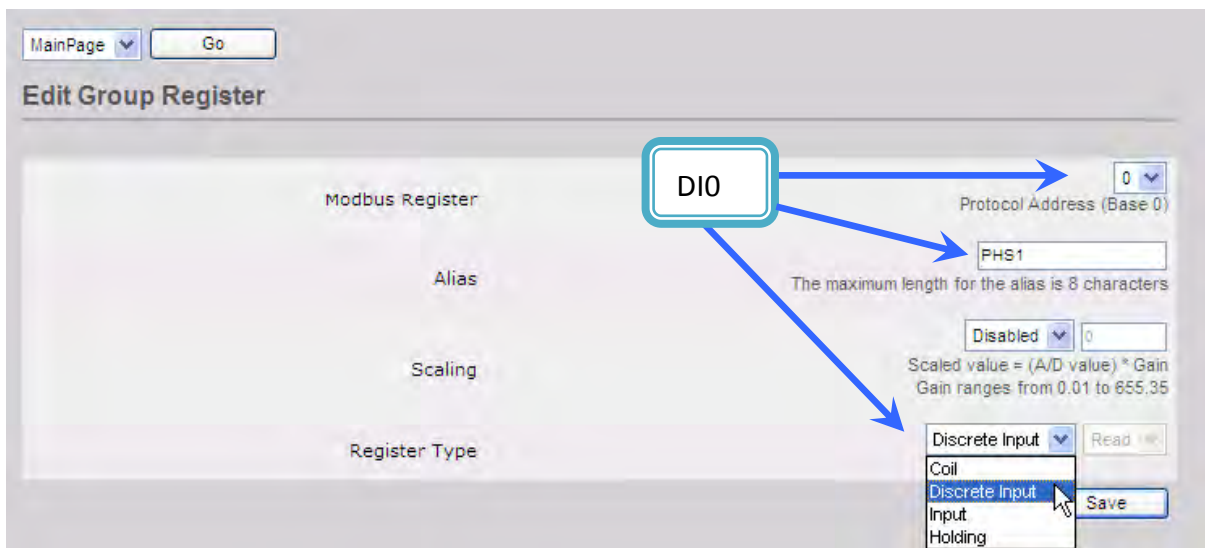 MainPage Go
Edit Group Register
DI0
Modbus Register
0
Protocol Address (Base 0)
Alias
PHS1
The maximum length for the alias is 8 characters
Scaling
Disabled 0
Scaled value = (A/D value) * Gain
Gain ranges from 0.01 to 655.35
Register Type
Discrete Input Read
Coil
Discrete Input
Input
Holding
Save